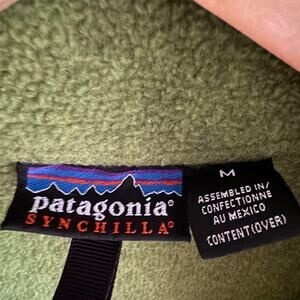 patagonia®
SYNCHILLA®
M
ASSEMBLED IN/
CONFECTIONNE
AU MEXICO
CONTENT(OVER)